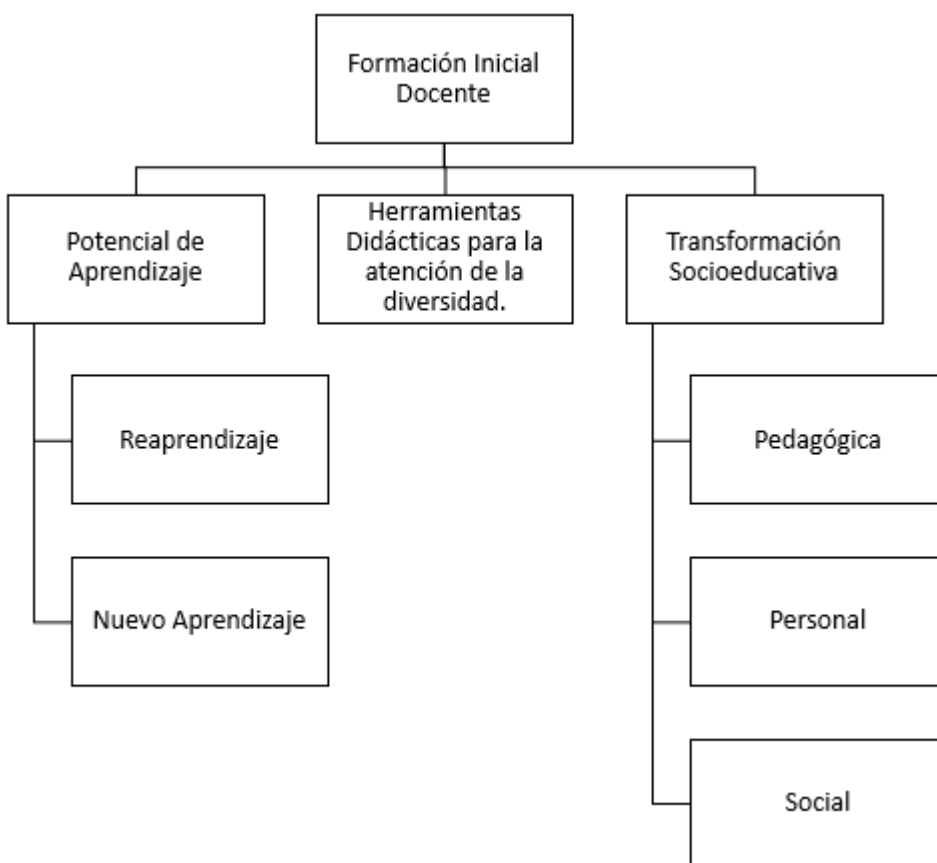 Formación Inicial
Docente
Potencial de
Aprendizaje
Herramientas
Didácticas para la
atención de la
diversidad.
Transformación
Socioeducativa
Reaprendizaje
Pedagógica
Nuevo Aprendizaje
Personal
Social